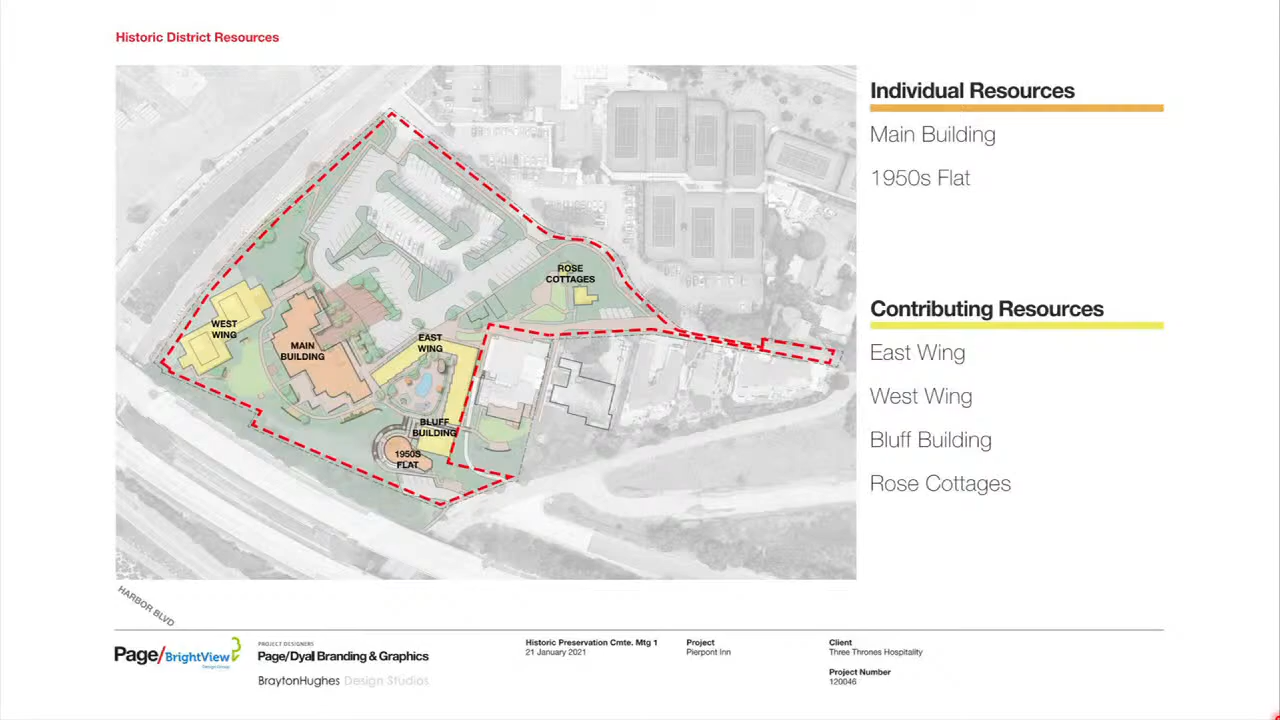 Historic District Resources
Individual Resources
Main Building
1950s Flat
ROSE
COTTAGES
WEST
WING
MAIN
BUILDING
EAST
WING
BLUFF
BUILDING
1950S
FLAT
Contributing Resources
East Wing
West Wing
Bluff Building
Rose Cottages
HARBOR BLVD
Page/BrightView
Design Group
PROJECT DESIGNERS
Page/Dyal Branding & Graphics
BraytonHughes Design Studios
Historic Preservation Cmte. Mtg 1
21 January 2021
Project
Pierpont Inn
Client
Three Thrones Hospitality
Project Number
120046